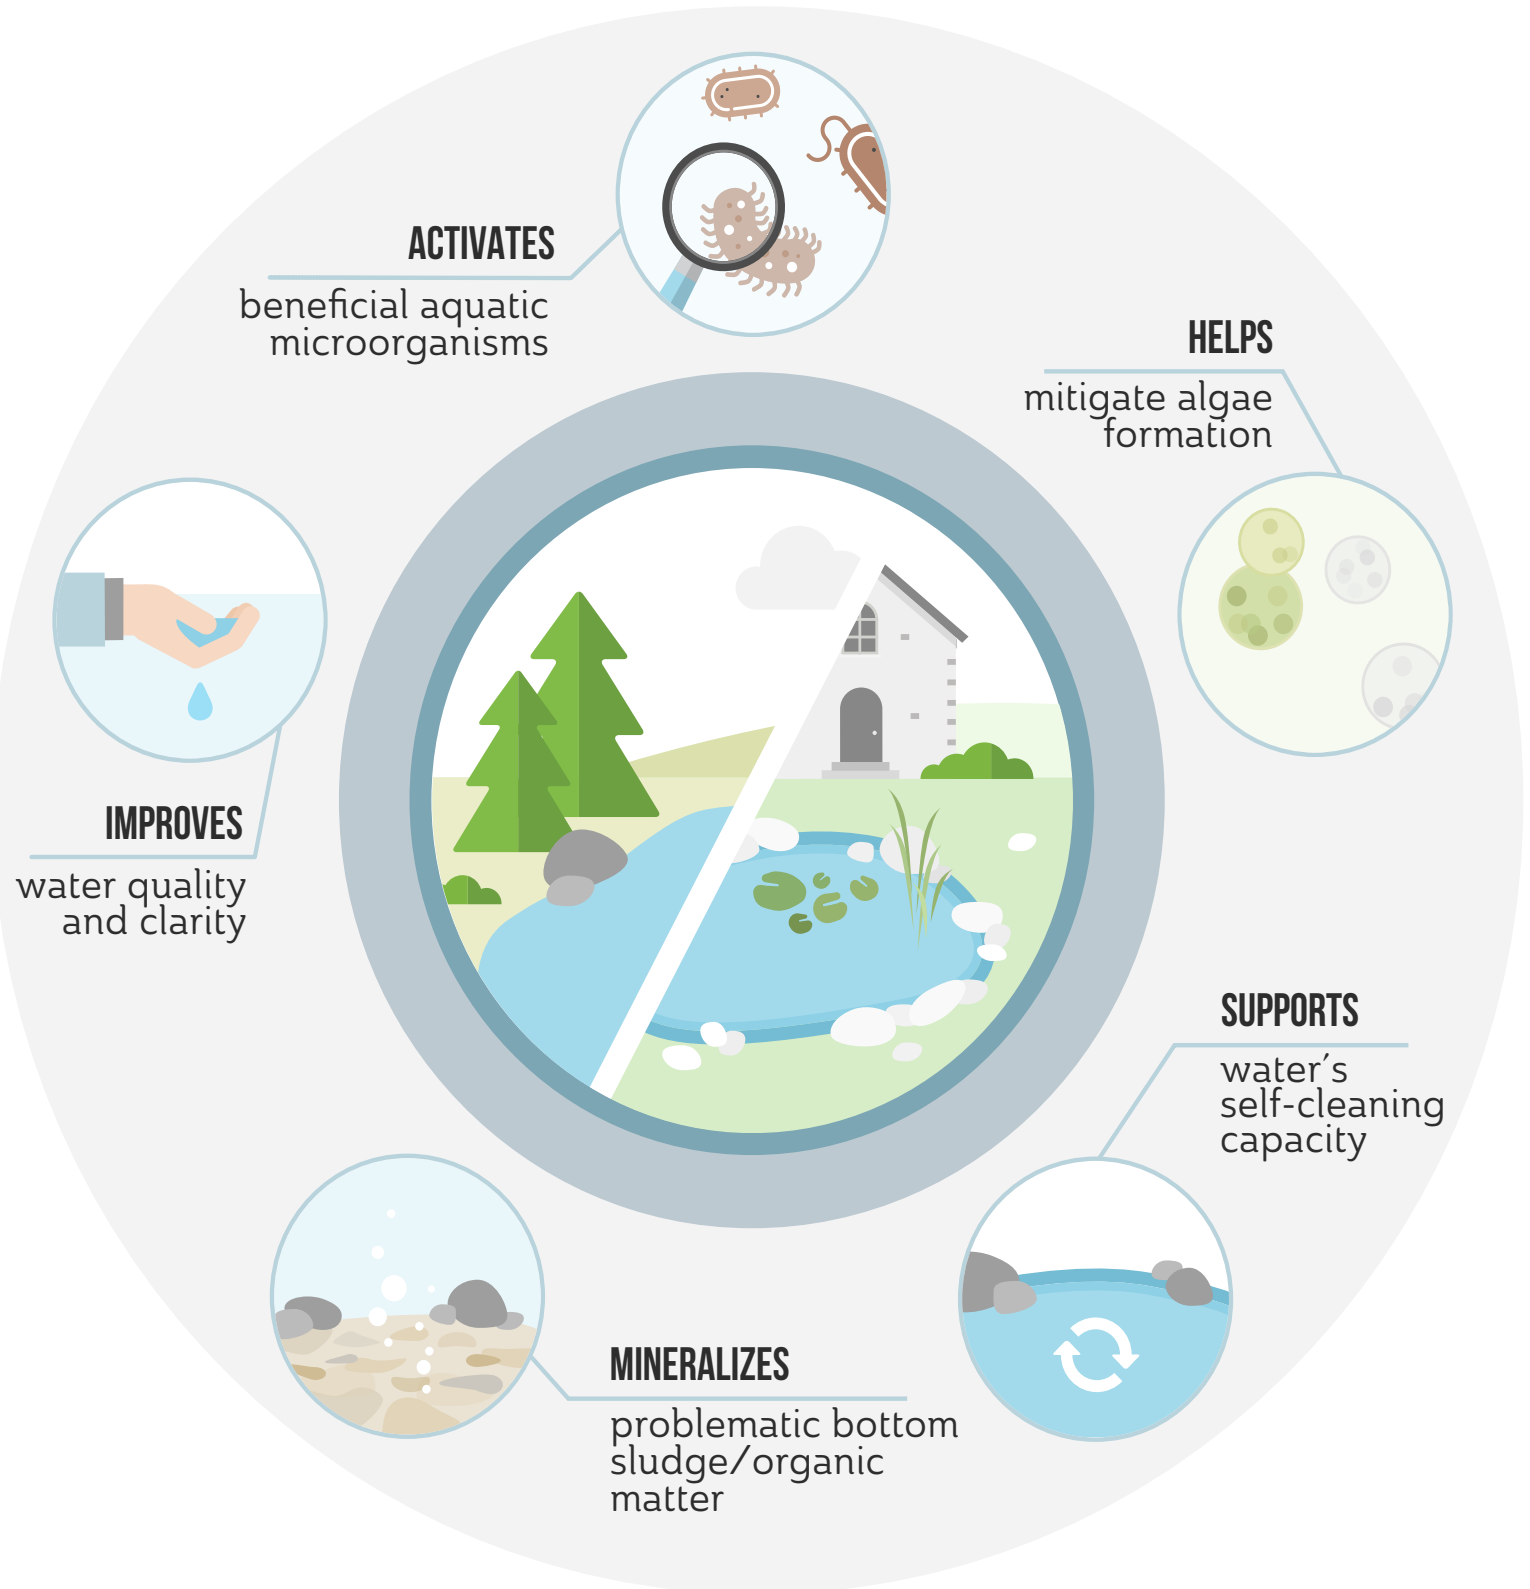 ACTIVATES
beneficial aquatic
microorganisms
HELPS
mitigate algae
formation
IMPROVES
water quality
and clarity
SUPPORTS
water's
self-cleaning
capacity
MINERALIZES
problematic bottom
sludge/organic
matter